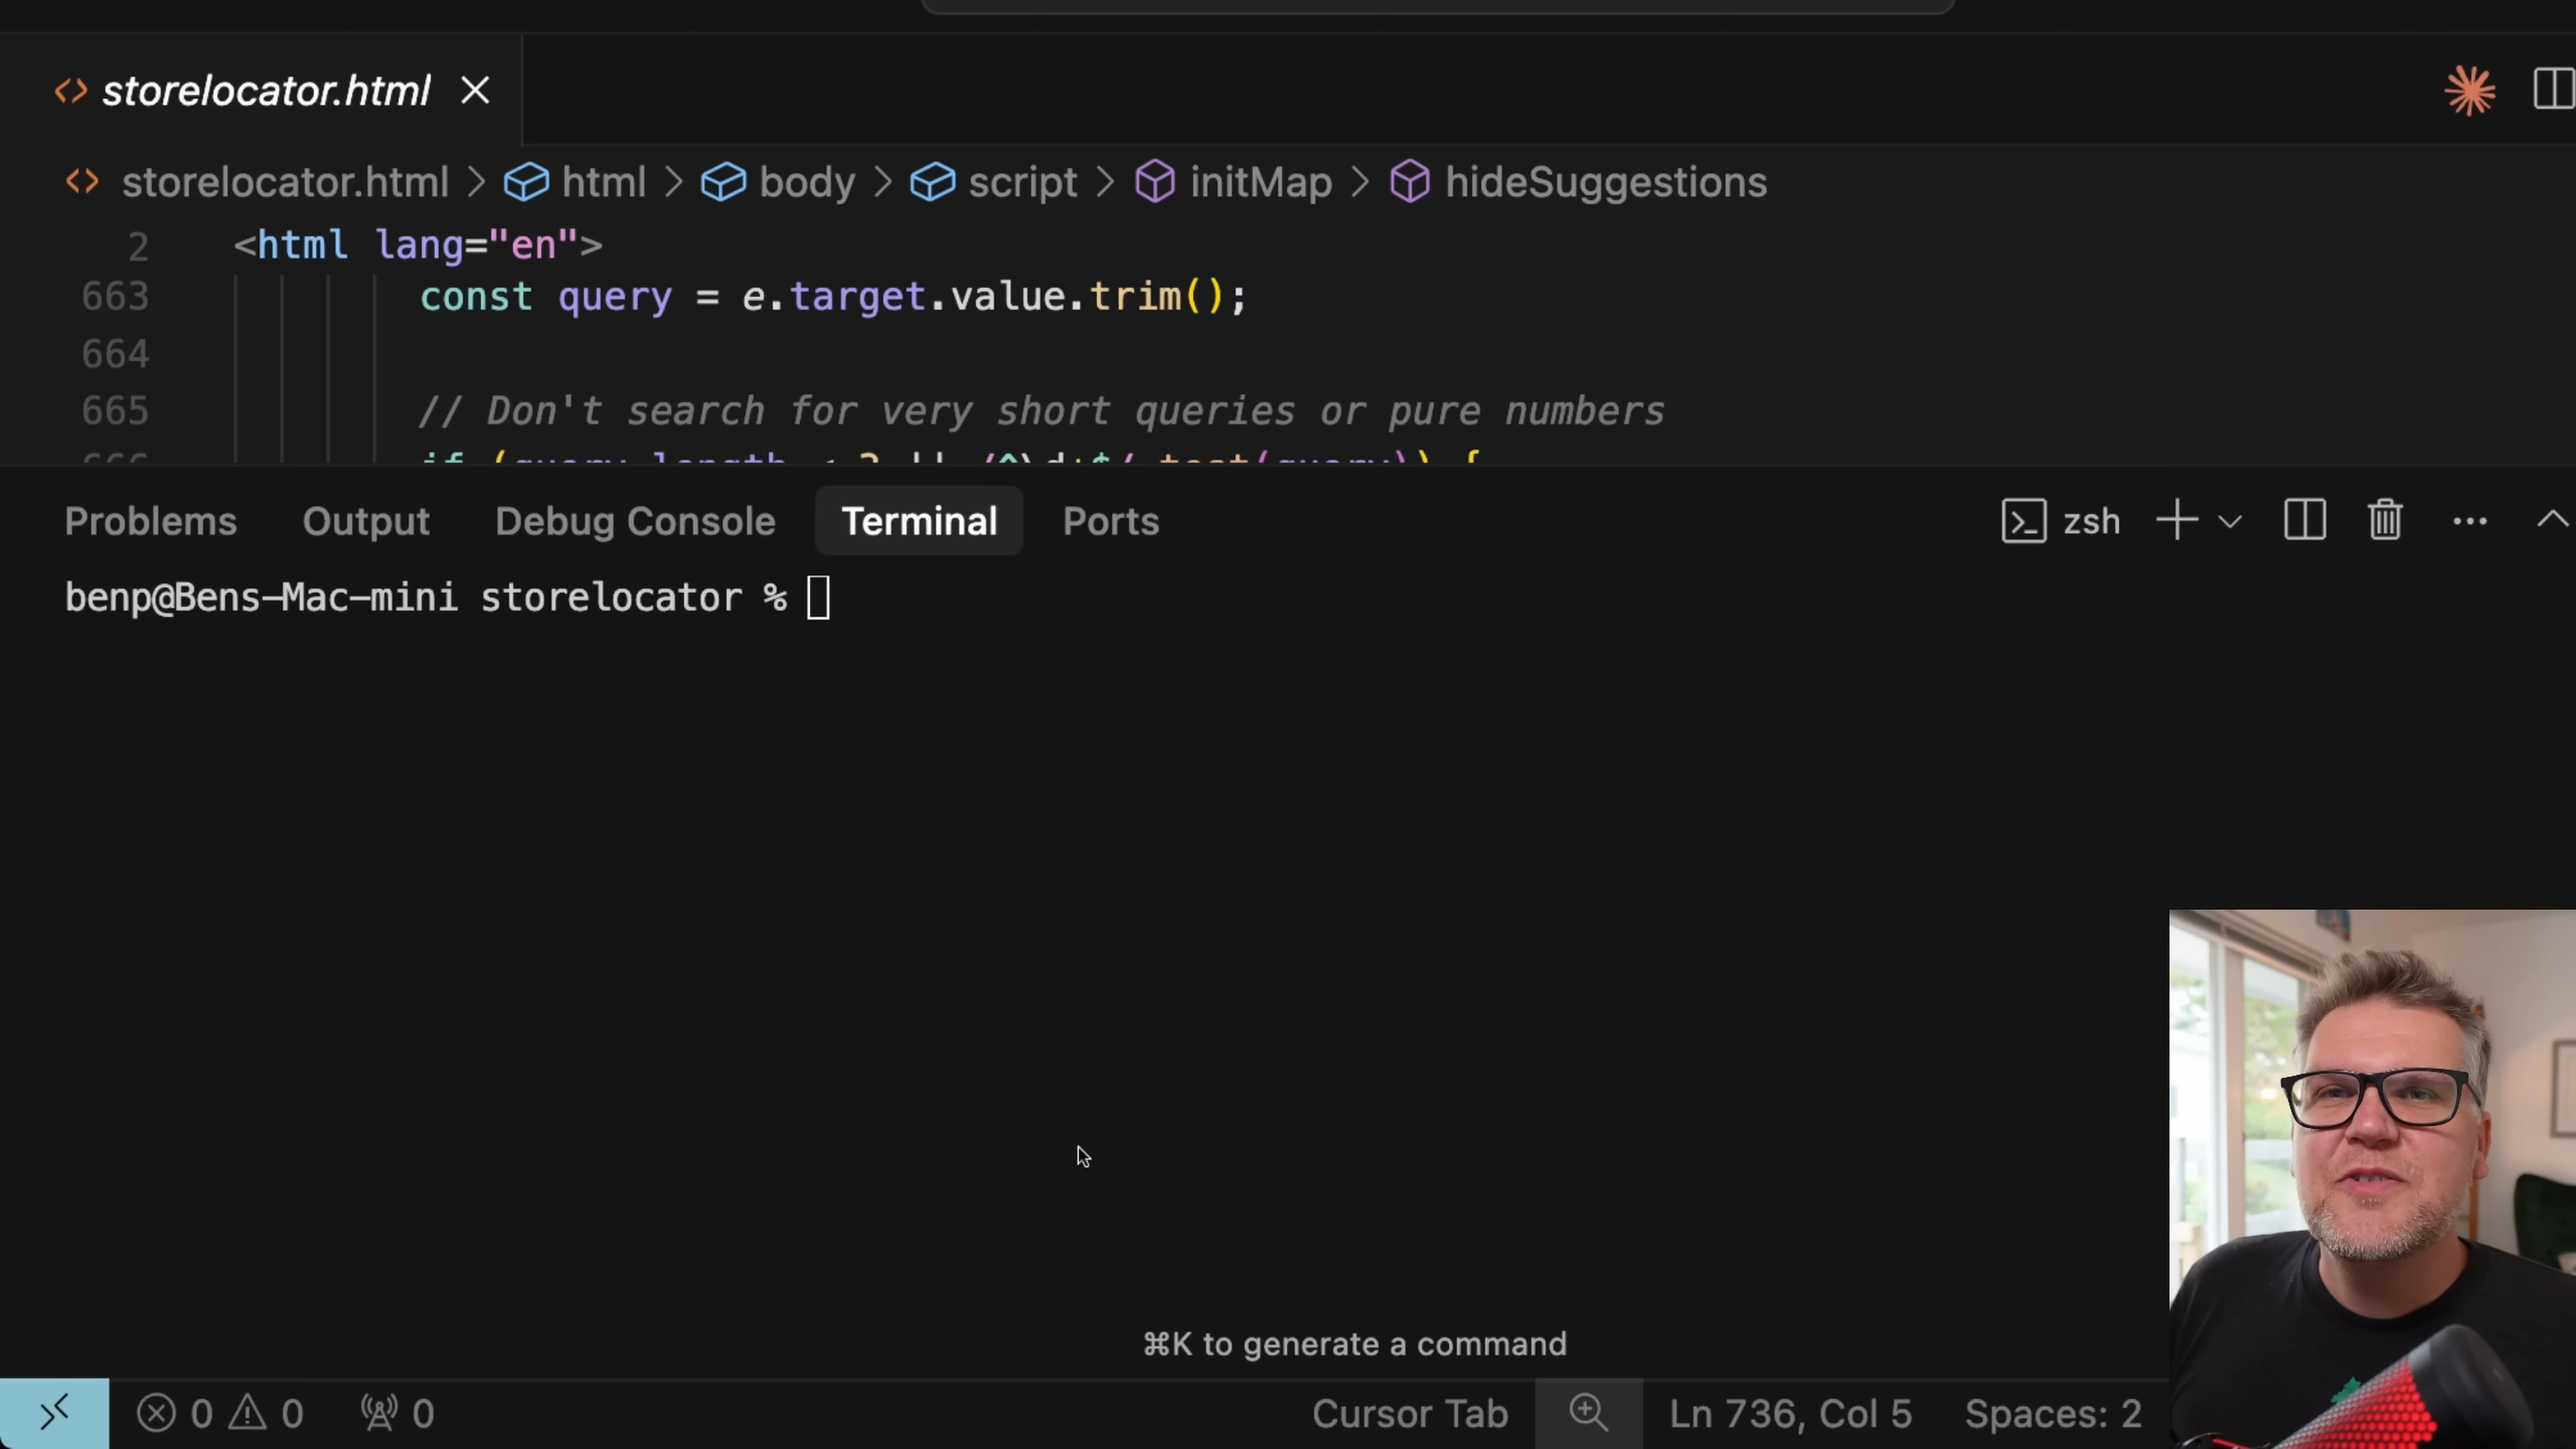 storelocator.html
storelocator.html > html > body > script > initMap > hideSuggestions
2 <html lang="en">
663 const query = e.target.value.trim();
664
665 // Don't search for very short queries or pure numbers
Problems Output Debug Console Terminal Ports zsh
benp@Bens-Mac-mini storelocator %
⌘K to generate a command
0 0 0 Cursor Tab Ln 736, Col 5 Spaces: 2